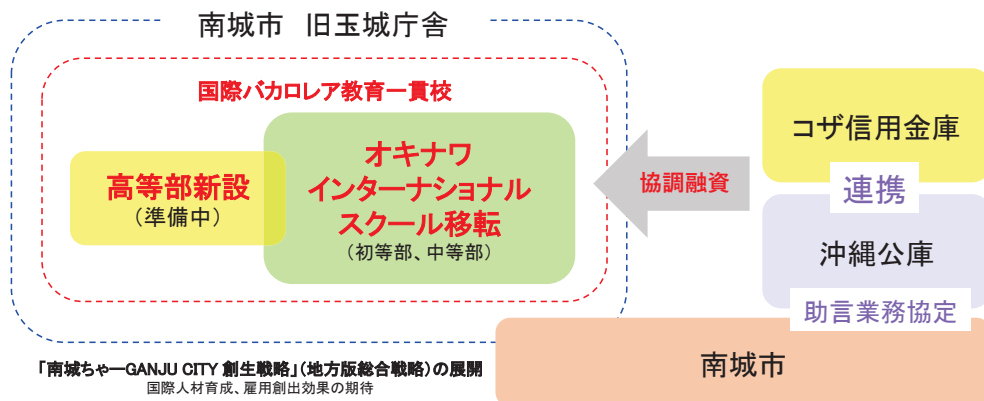 南城市 旧玉城庁舎
国際バカロレア教育一貫校
高等部新設
(準備中)
オキナワ
インターナショナル
スクール移転
(初等部、中等部)
協調融資
コザ信用金庫
連携
沖縄公庫
助言業務協定
南城市
「南城ちゃーGANJU CITY 創生戦略」(地方版総合戦略)の展開
国際人材育成、雇用創出効果の期待